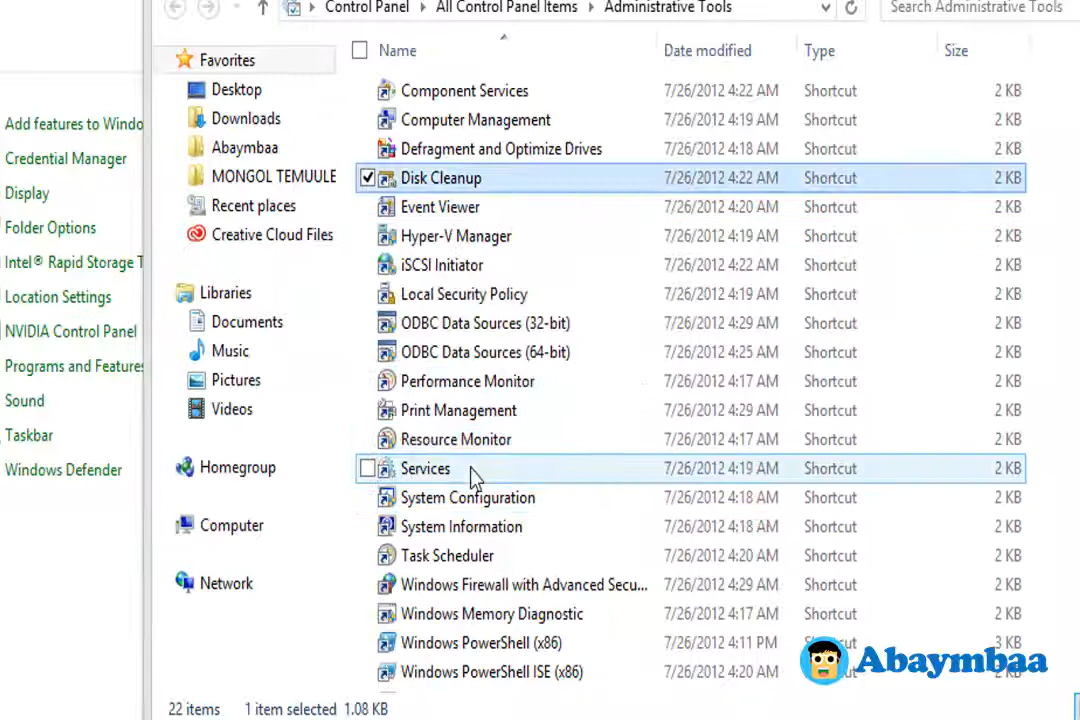 Control Panel All Control Panel Items Administrative Tools Search Administrative Tools
Add features to Windo
Credential Manager
Display
Folder Options
Intel® Rapid Storage T
Location Settings
NVIDIA Control Panel
Programs and Features
Sound
Taskbar
Windows Defender
Favorites
Desktop
Downloads
Abaymbaa
MONGOL TEMUULE
Recent places
Creative Cloud Files
Libraries
Documents
Music
Pictures
Videos
Homegroup
Computer
Network
Name Date modified Type Size
Component Services 7/26/2012 4:22 AM Shortcut 2 KB
Computer Management 7/26/2012 4:19 AM Shortcut 2 KB
Defragment and Optimize Drives 7/26/2012 4:18 AM Shortcut 2 KB
Disk Cleanup 7/26/2012 4:22 AM Shortcut 2 KB
Event Viewer 7/26/2012 4:20 AM Shortcut 2 KB
Hyper-V Manager 7/26/2012 4:22 AM Shortcut 2 KB
iSCSI Initiator 7/26/2012 4:22 AM Shortcut 2 KB
Local Security Policy 7/26/2012 4:19 AM Shortcut 2 KB
ODBC Data Sources (32-bit) 7/26/2012 4:29 AM Shortcut 2 KB
ODBC Data Sources (64-bit) 7/26/2012 4:25 AM Shortcut 2 KB
Performance Monitor 7/26/2012 4:17 AM Shortcut 2 KB
Print Management 7/26/2012 4:29 AM Shortcut 2 KB
Resource Monitor 7/26/2012 4:17 AM Shortcut 2 KB
Services 7/26/2012 4:19 AM Shortcut 2 KB
System Configuration 7/26/2012 4:18 AM Shortcut 2 KB
System Information 7/26/2012 4:18 AM Shortcut 2 KB
Task Scheduler 7/26/2012 4:20 AM Shortcut 2 KB
Windows Firewall with Advanced Secu... 7/26/2012 4:29 AM Shortcut 2 KB
Windows Memory Diagnostic 7/26/2012 4:17 AM Shortcut 2 KB
Windows PowerShell (x86) 7/26/2012 4:11 PM 3 KB
Windows PowerShell ISE (x86) 7/26/2012 4:20 AM
Abaymbaa
22 items 1 item selected 1.08 KB